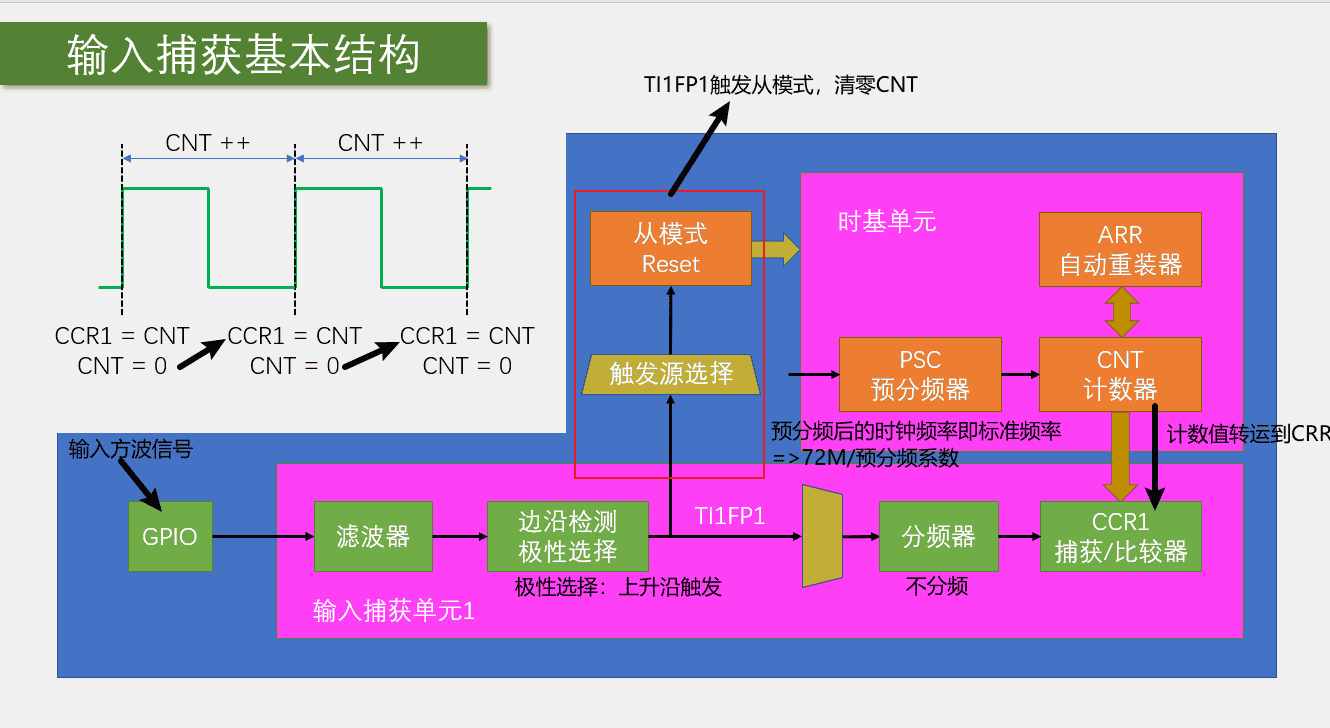 输入捕获基本结构
TI1FP1触发从模式，清零CNT
CNT ++
CNT ++
CCR1 = CNT
CNT = 0
CCR1 = CNT
CNT = 0
CCR1 = CNT
CNT = 0
从模式
Reset
时基单元
ARR
自动重装器
触发源选择
PSC
预分频器
CNT
计数器
预分频后的时钟频率即标准频率
=>72M/预分频系数
计数值转运到CRR
输入方波信号
GPIO
滤波器
边沿检测
极性选择
TI1FP1
分频器
CCR1
捕获/比较器
极性选择：上升沿触发
不分频
输入捕获单元1